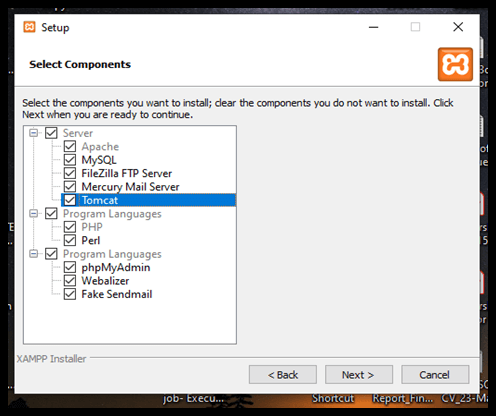 Setup
Select Components
Select the components you want to install; clear the components you do not want to install. Click
Next when you are ready to continue.
Server
Apache
MySQL
FileZilla FTP Server
Mercury Mail Server
Tomcat
Program Languages
PHP
Perl
Program Languages
phpMyAdmin
Webalizer
Fake Sendmail
XAMPP Installer
< Back
Next >
Cancel
job- Execu...
Shortcut
Report_Fin...
CV_23-Ma